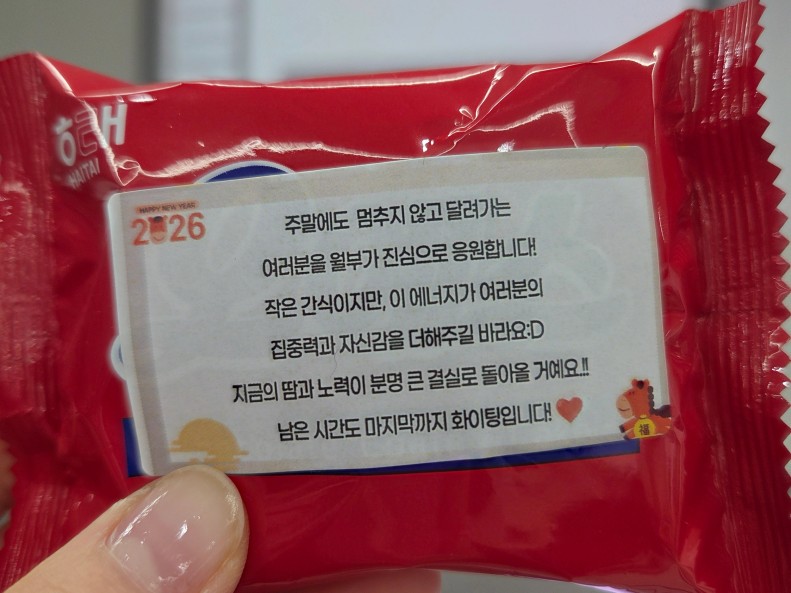 해태
HAITAI
HAPPY NEW YEAR
2026
주말에도 멈추지 않고 달려가는
여러분을 월부가 진심으로 응원합니다!
작은 간식이지만, 이 에너지가 여러분의
집중력과 자신감을 더해주길 바라요:D
지금의 땀과 노력이 분명 큰 결실로 돌아올 거예요..!!
남은 시간도 마지막까지 화이팅입니다!
福